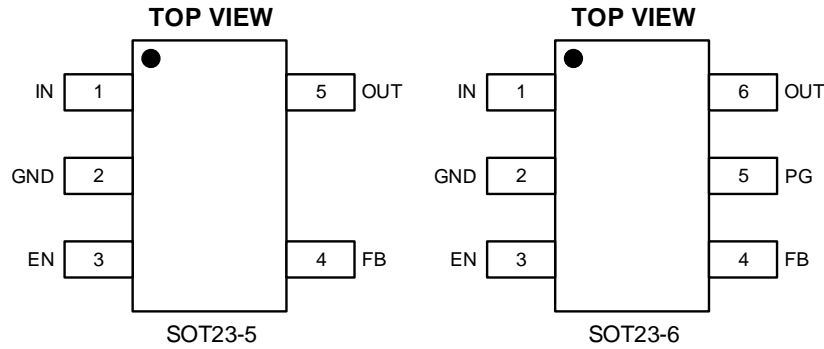 TOP VIEW
IN 1 5 OUT
GND 2
EN 3 4 FB
SOT23-5
TOP VIEW
IN 1 6 OUT
GND 2 5 PG
EN 3 4 FB
SOT23-6